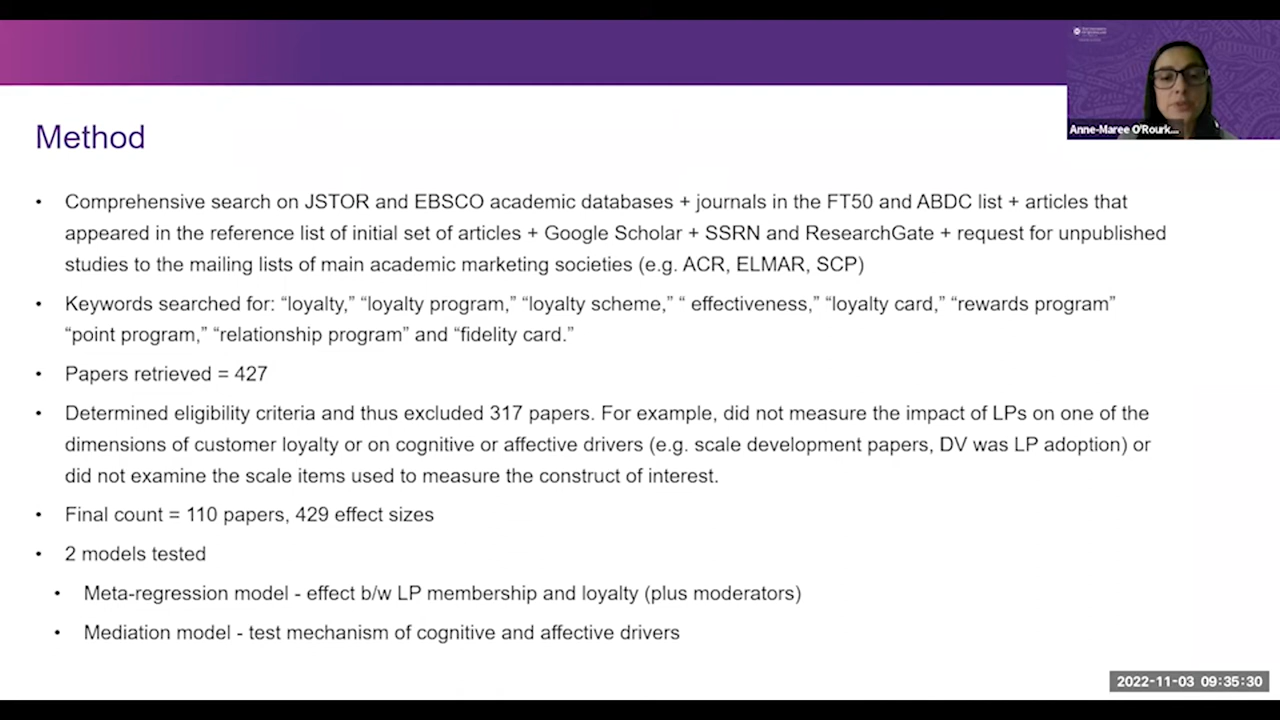 Anne-Maree O'Rourk...
Method
• Comprehensive search on JSTOR and EBSCO academic databases + journals in the FT50 and ABDC list + articles that
appeared in the reference list of initial set of articles + Google Scholar + SSRN and ResearchGate + request for unpublished
studies to the mailing lists of main academic marketing societies (e.g. ACR, ELMAR, SCP)
• Keywords searched for: “loyalty,” “loyalty program,” “loyalty scheme,” “ effectiveness,” “loyalty card,” “rewards program”
“point program,” “relationship program” and “fidelity card.”
• Papers retrieved = 427
• Determined eligibility criteria and thus excluded 317 papers. For example, did not measure the impact of LPs on one of the
dimensions of customer loyalty or on cognitive or affective drivers (e.g. scale development papers, DV was LP adoption) or
did not examine the scale items used to measure the construct of interest.
• Final count = 110 papers, 429 effect sizes
• 2 models tested
• Meta-regression model - effect b/w LP membership and loyalty (plus moderators)
• Mediation model - test mechanism of cognitive and affective drivers
2022-11-03 09:35:30